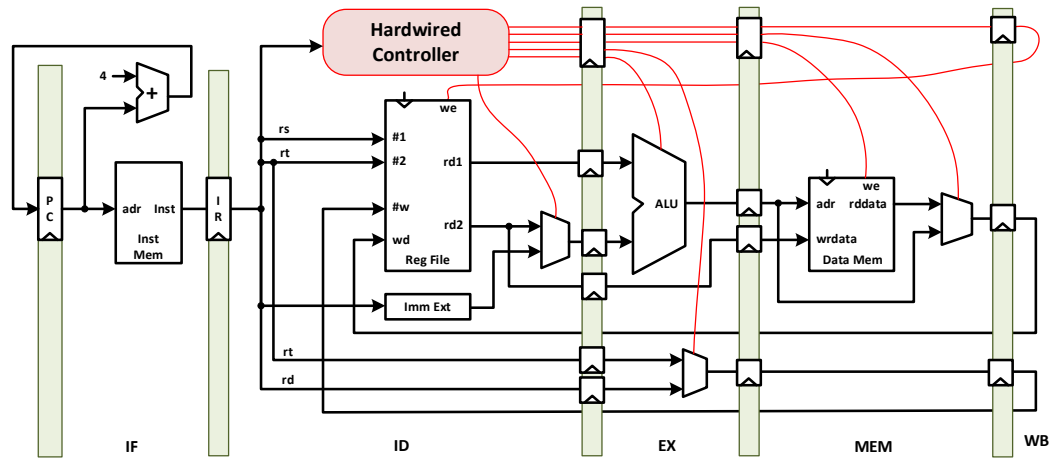 Hardwired
Controller
4
+
we
rs
#1
rt
#2
rd1
P
C
adr
Inst
I
R
Inst
Mem
#w
rd2
wd
Reg File
ALU
we
adr
rddata
wrdata
Data Mem
Imm Ext
rt
rd
IF
ID
EX
MEM
WB